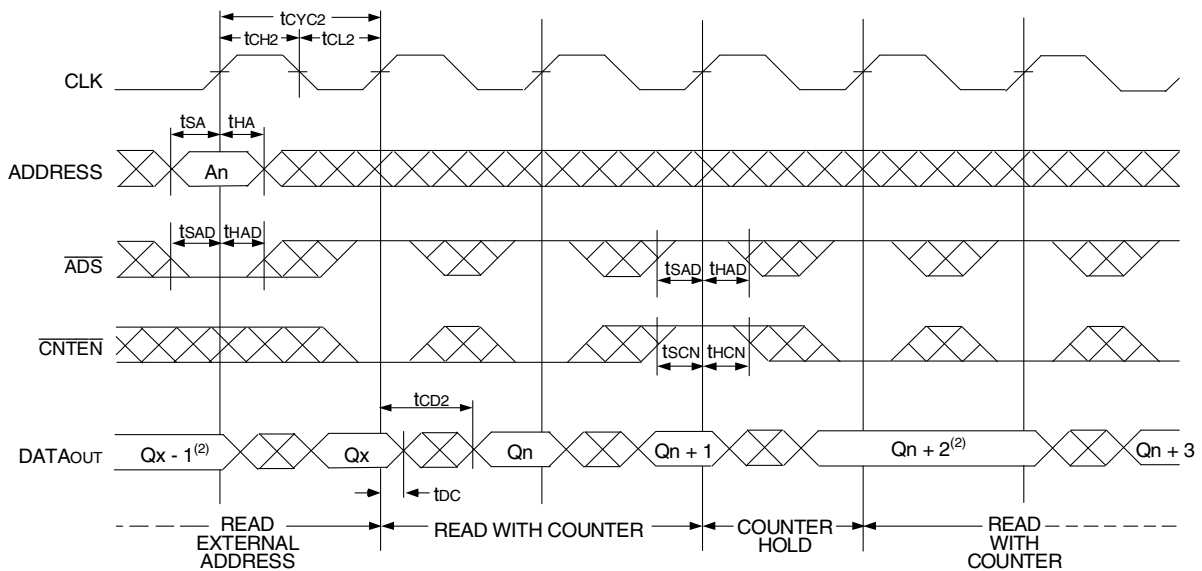 tCYC2
tCH2 tCL2
CLK
tSA tHA
ADDRESS An
tSAD tHAD
ADS
tSAD tHAD
CNTEN
tSCN tHCN
tCD2
DATAOUT Qx - 1(2) Qx Qn Qn + 1 Qn + 2(2) Qn + 3
tDC
READ EXTERNAL ADDRESS
READ WITH COUNTER
COUNTER HOLD
READ WITH COUNTER